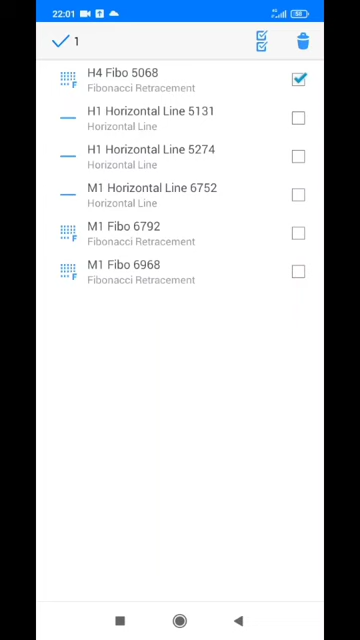 22:01
58
1
H4 Fibo 5068
Fibonacci Retracement
H1 Horizontal Line 5131
Horizontal Line
H1 Horizontal Line 5274
Horizontal Line
M1 Horizontal Line 6752
Horizontal Line
F
M1 Fibo 6792
Fibonacci Retracement
M1 Fibo 6968
Fibonacci Retracement